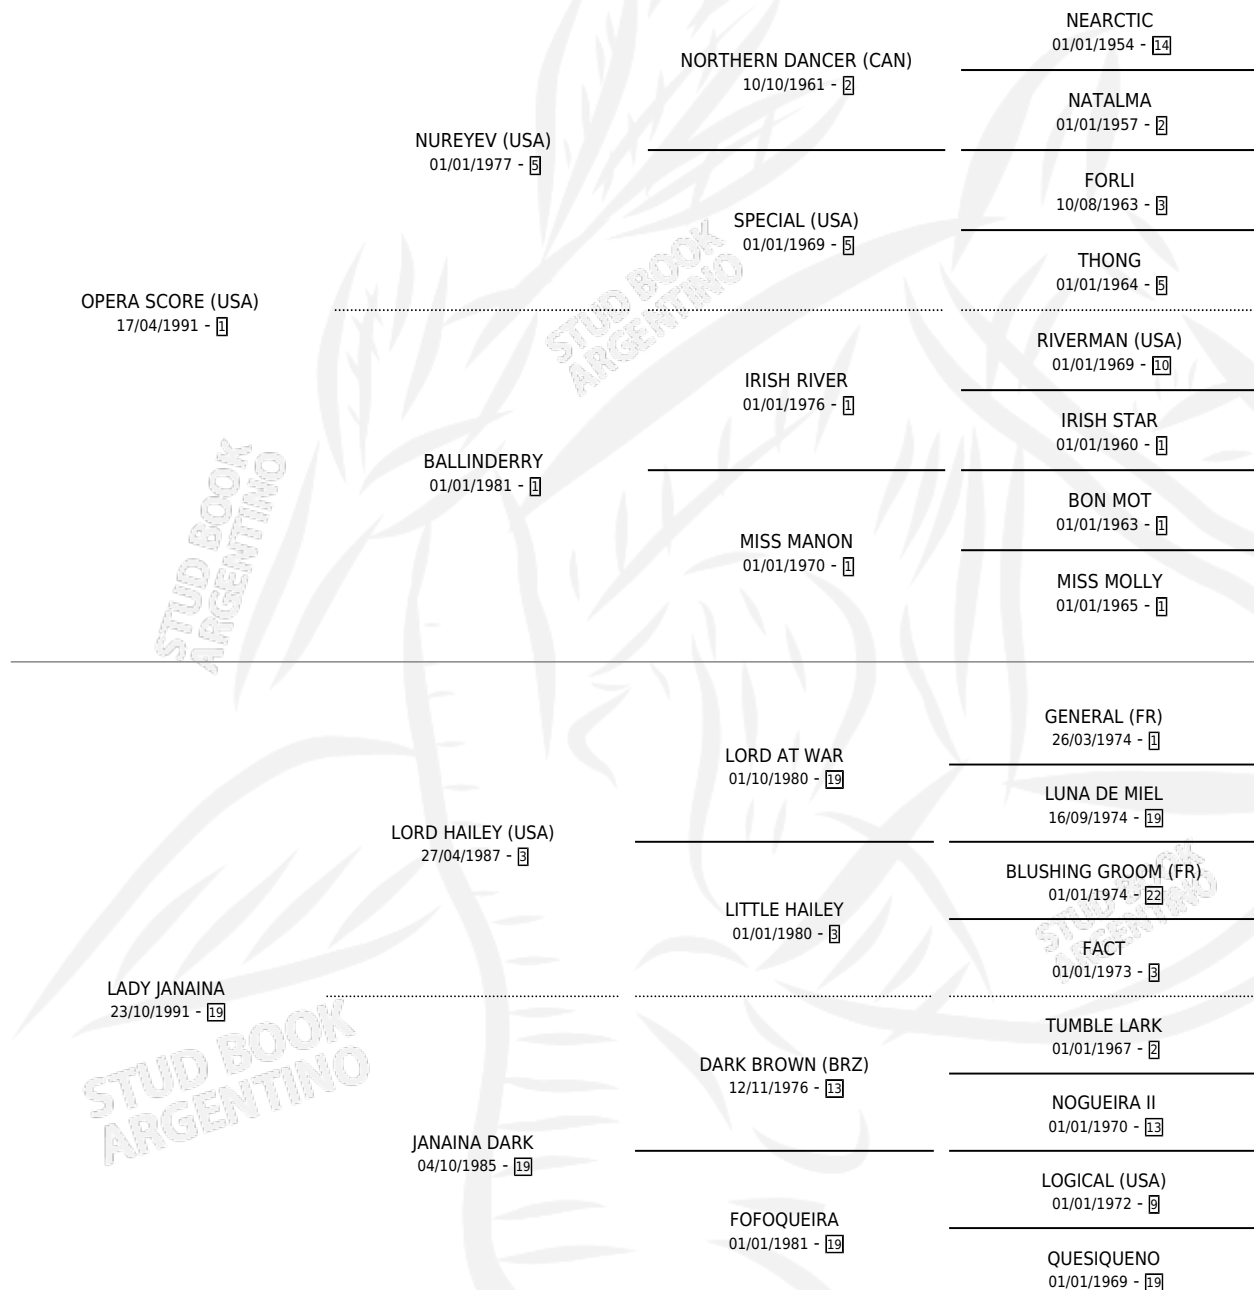 NEARCTIC
01/01/1954 - 14
NORTHERN DANCER (CAN)
10/10/1961 - 2
NATALMA
01/01/1957 - 2
NUREYEV (USA)
01/01/1977 - 5
FORLI
10/08/1963 - 3
SPECIAL (USA)
01/01/1969 - 5
THONG
01/01/1964 - 5
OPERA SCORE (USA)
17/04/1991 - 1
STUD BOOK
ARGENTINO
RIVERMAN (USA)
01/01/1969 - 10
IRISH RIVER
01/01/1976 - 1
IRISH STAR
01/01/1960 - 1
BALLINDERRY
01/01/1981 - 1
BON MOT
01/01/1963 - 1
MISS MANON
01/01/1970 - 1
MISS MOLLY
01/01/1965 - 1
STUD BOOK
ARGENTINO
GENERAL (FR)
26/03/1974 - 1
LORD AT WAR
01/10/1980 - 19
LUNA DE MIEL
16/09/1974 - 19
LORD HAILEY (USA)
27/04/1987 - 3
BLUSHING GROOM (FR)
01/01/1974 - 22
LITTLE HAILEY
01/01/1980 - 3
STUD BOOK
ARGENTINO
FACT
01/01/1973 - 3
LADY JANAINA
23/10/1991 - 19
TUMBLE LARK
01/01/1967 - 2
DARK BROWN (BRZ)
12/11/1976 - 13
STUD BOOK
ARGENTINO
NOGUEIRA II
01/01/1970 - 13
JANAINA DARK
04/10/1985 - 19
LOGICAL (USA)
01/01/1972 - 9
FOFOQUEIRA
01/01/1981 - 19
QUESIQUENO
01/01/1969 - 19